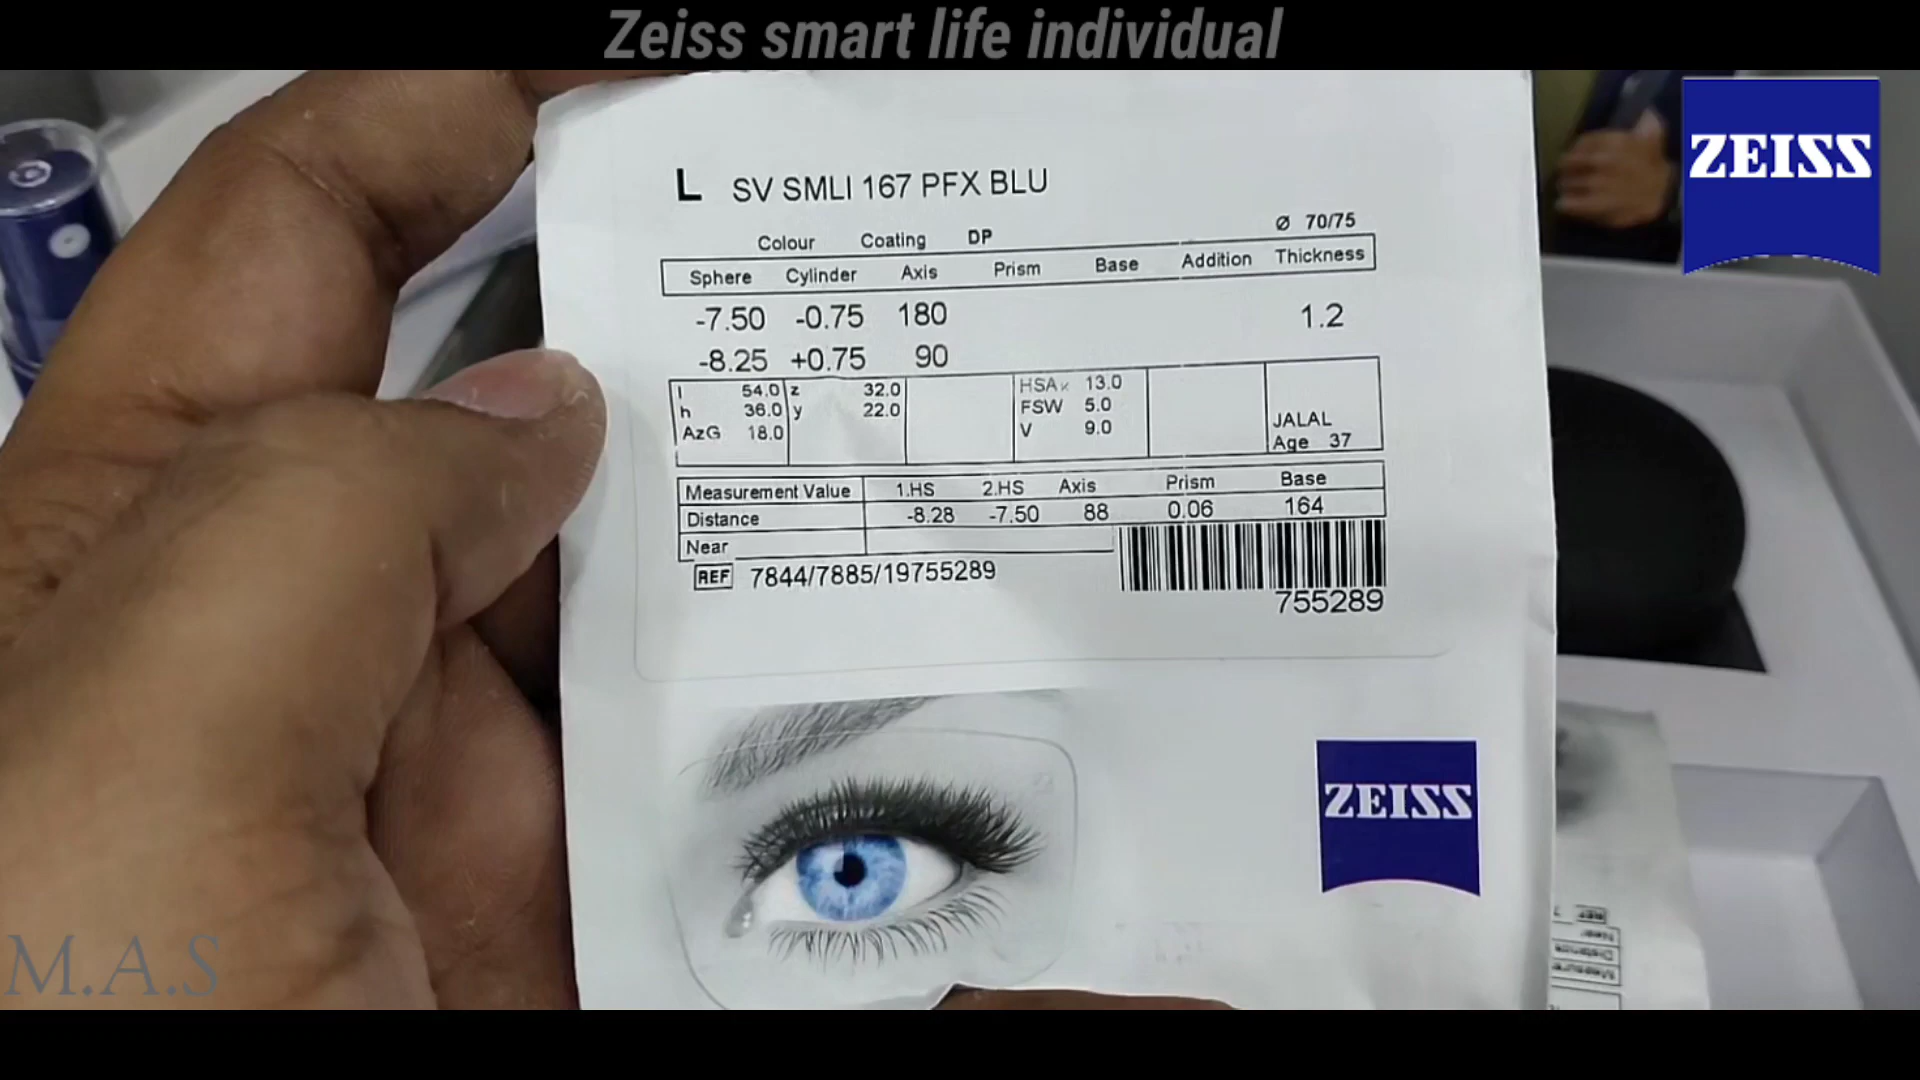 Zeiss smart life individual
ZEISS
L SV SMLI 167 PFX BLU
Colour Coating DP Ø 70/75
Sphere Cylinder Axis Prism Base Addition Thickness
-7.50 -0.75 180 1.2
-8.25 +0.75 90
l 54.0 z 32.0 HSA 13.0
h 36.0 y 22.0 FSW 5.0
AzG 18.0 V 9.0
JALAL
Age 37
Measurement Value 1.HS 2.HS Axis Prism Base
Distance -8.28 -7.50 88 0.06 164
Near
REF 7844/7885/19755289
755289
ZEISS
M.A.S